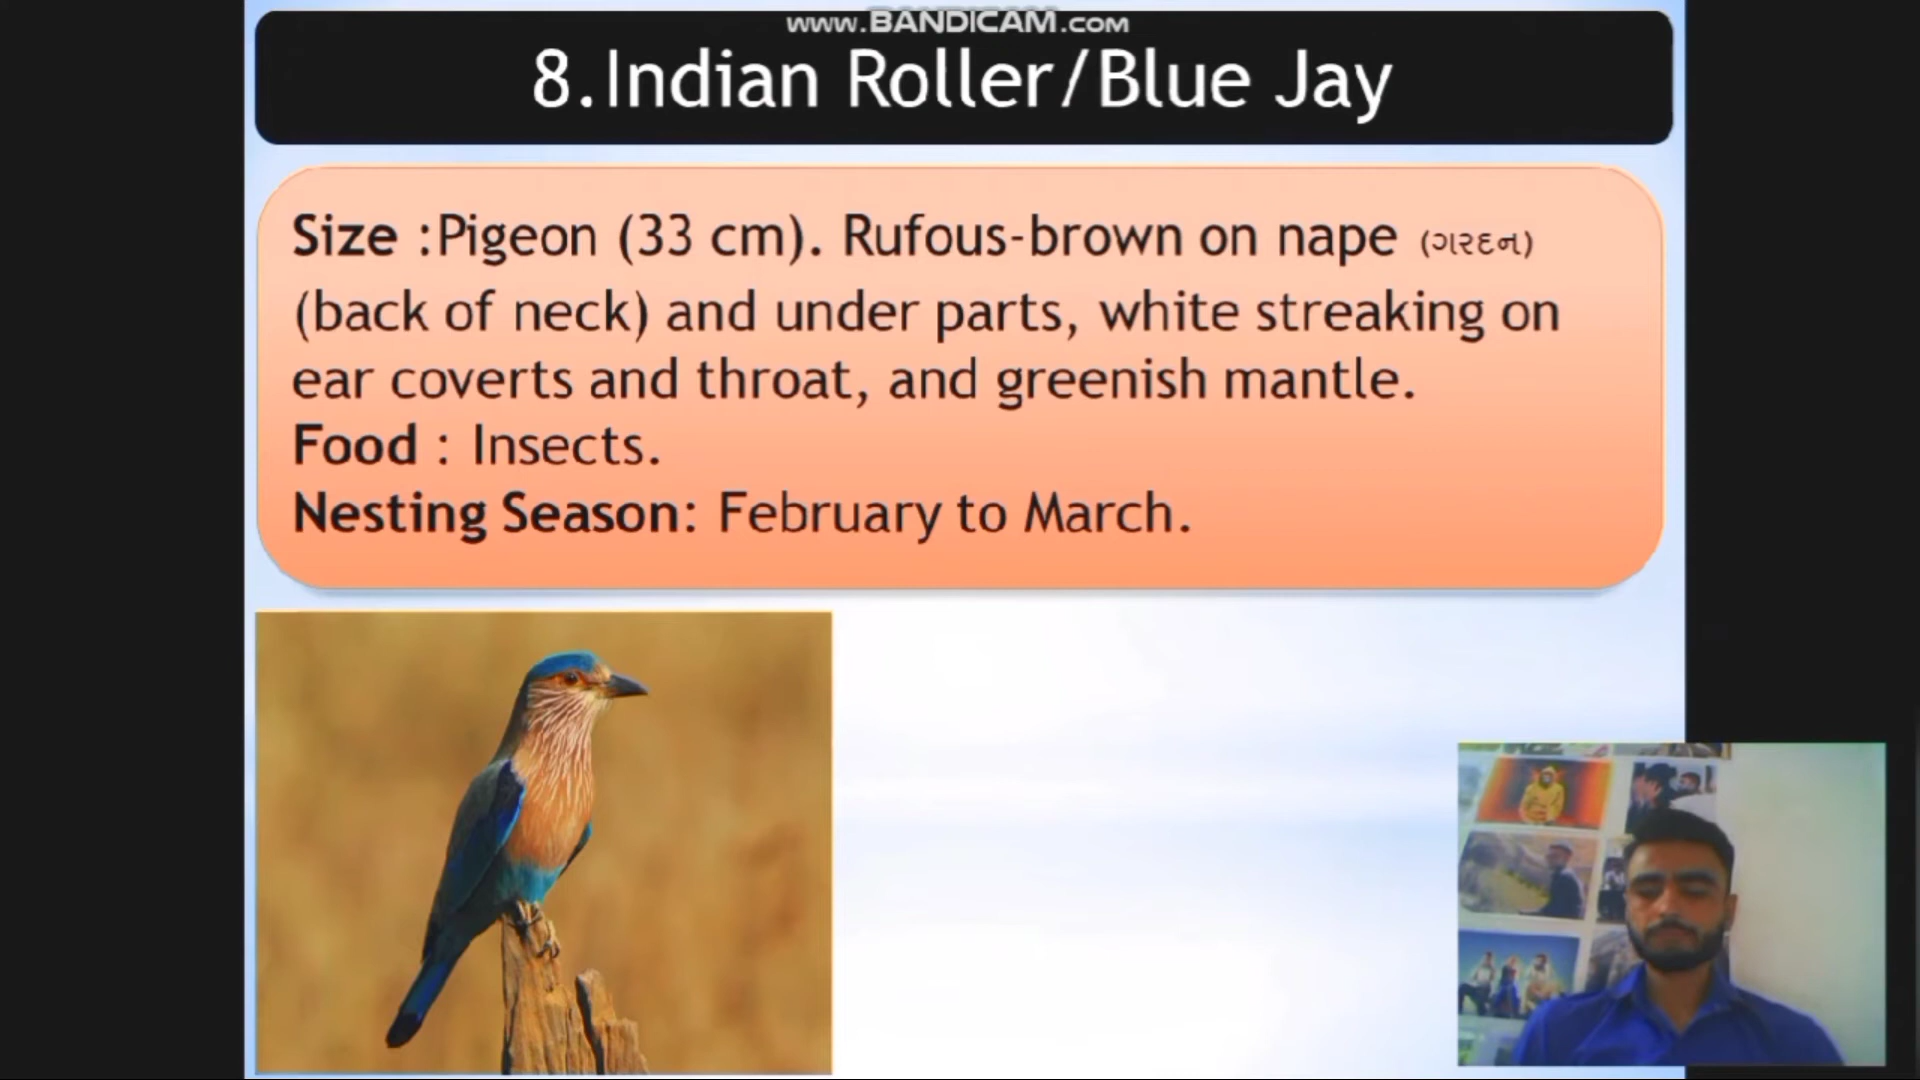 www.BANDICAM.com
8.Indian Roller/Blue Jay
Size :Pigeon (33 cm). Rufous-brown on nape (ગરદન)
(back of neck) and under parts, white streaking on
ear coverts and throat, and greenish mantle.
Food : Insects.
Nesting Season: February to March.